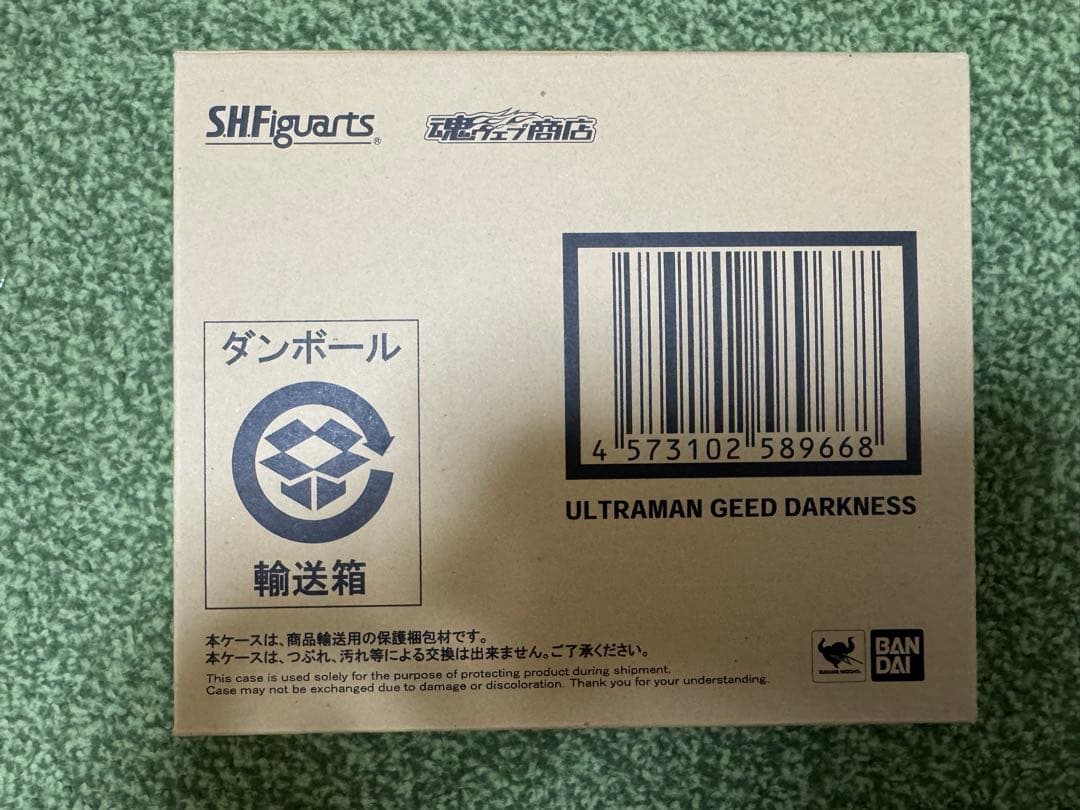 S.H.Figuarts®
魂ウェブ商店
ダンボール
輸送箱
4 573102 589668
ULTRAMAN GEED DARKNESS
本ケースは、商品輸送用の保護梱包材です。
本ケースは、つぶれ、汚れ等による交換は出来ません。ご了承ください。
This case is used solely for the purpose of protecting product during shipment.
Case may not be exchanged due to damage or discoloration. Thank you for your understanding.
BAN
DAI